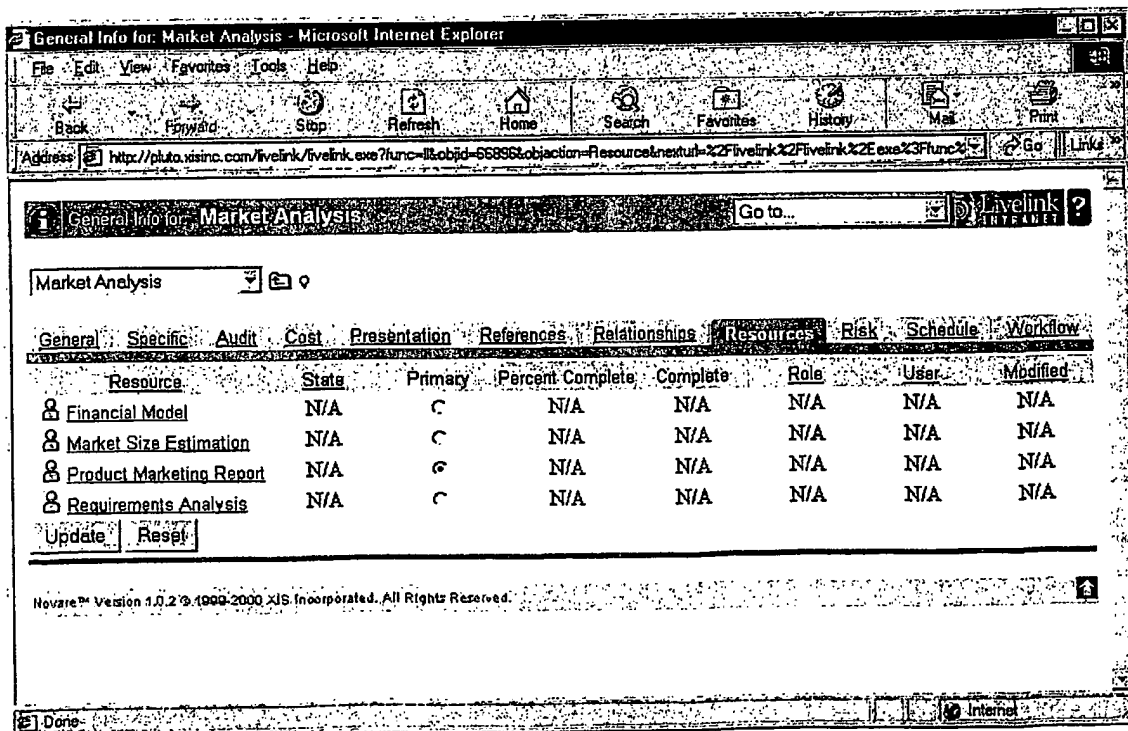 General Info for: Market Analysis - Microsoft Internet Explorer
File Edit View Favorites Tools Help
Back Forward Stop Refresh Home Search Favorites History Mail Print
Address http://pluto.xisinc.com/livelink/livelink.exe?func=ll&objid=66896&objaction=Resource&nexturl=%2Flivelink%2Flivelink%2Eexe%3Ffunc% Go Links
General Info for: Market Analysis Go to... Livelink INTRANET ?
Market Analysis
General Specific Audit Cost Presentation References Relationships Resources Risk Schedule Workflow
Resource State Primary Percent Complete Complete Role User Modified
Financial Model N/A N/A N/A N/A N/A N/A
Market Size Estimation N/A N/A N/A N/A N/A N/A
Product Marketing Report N/A N/A N/A N/A N/A N/A
Requirements Analysis N/A N/A N/A N/A N/A N/A
Update Reset
Novare™ Version 1.0.2 © 1999-2000 XIS Incorporated. All Rights Reserved.
Done Internet